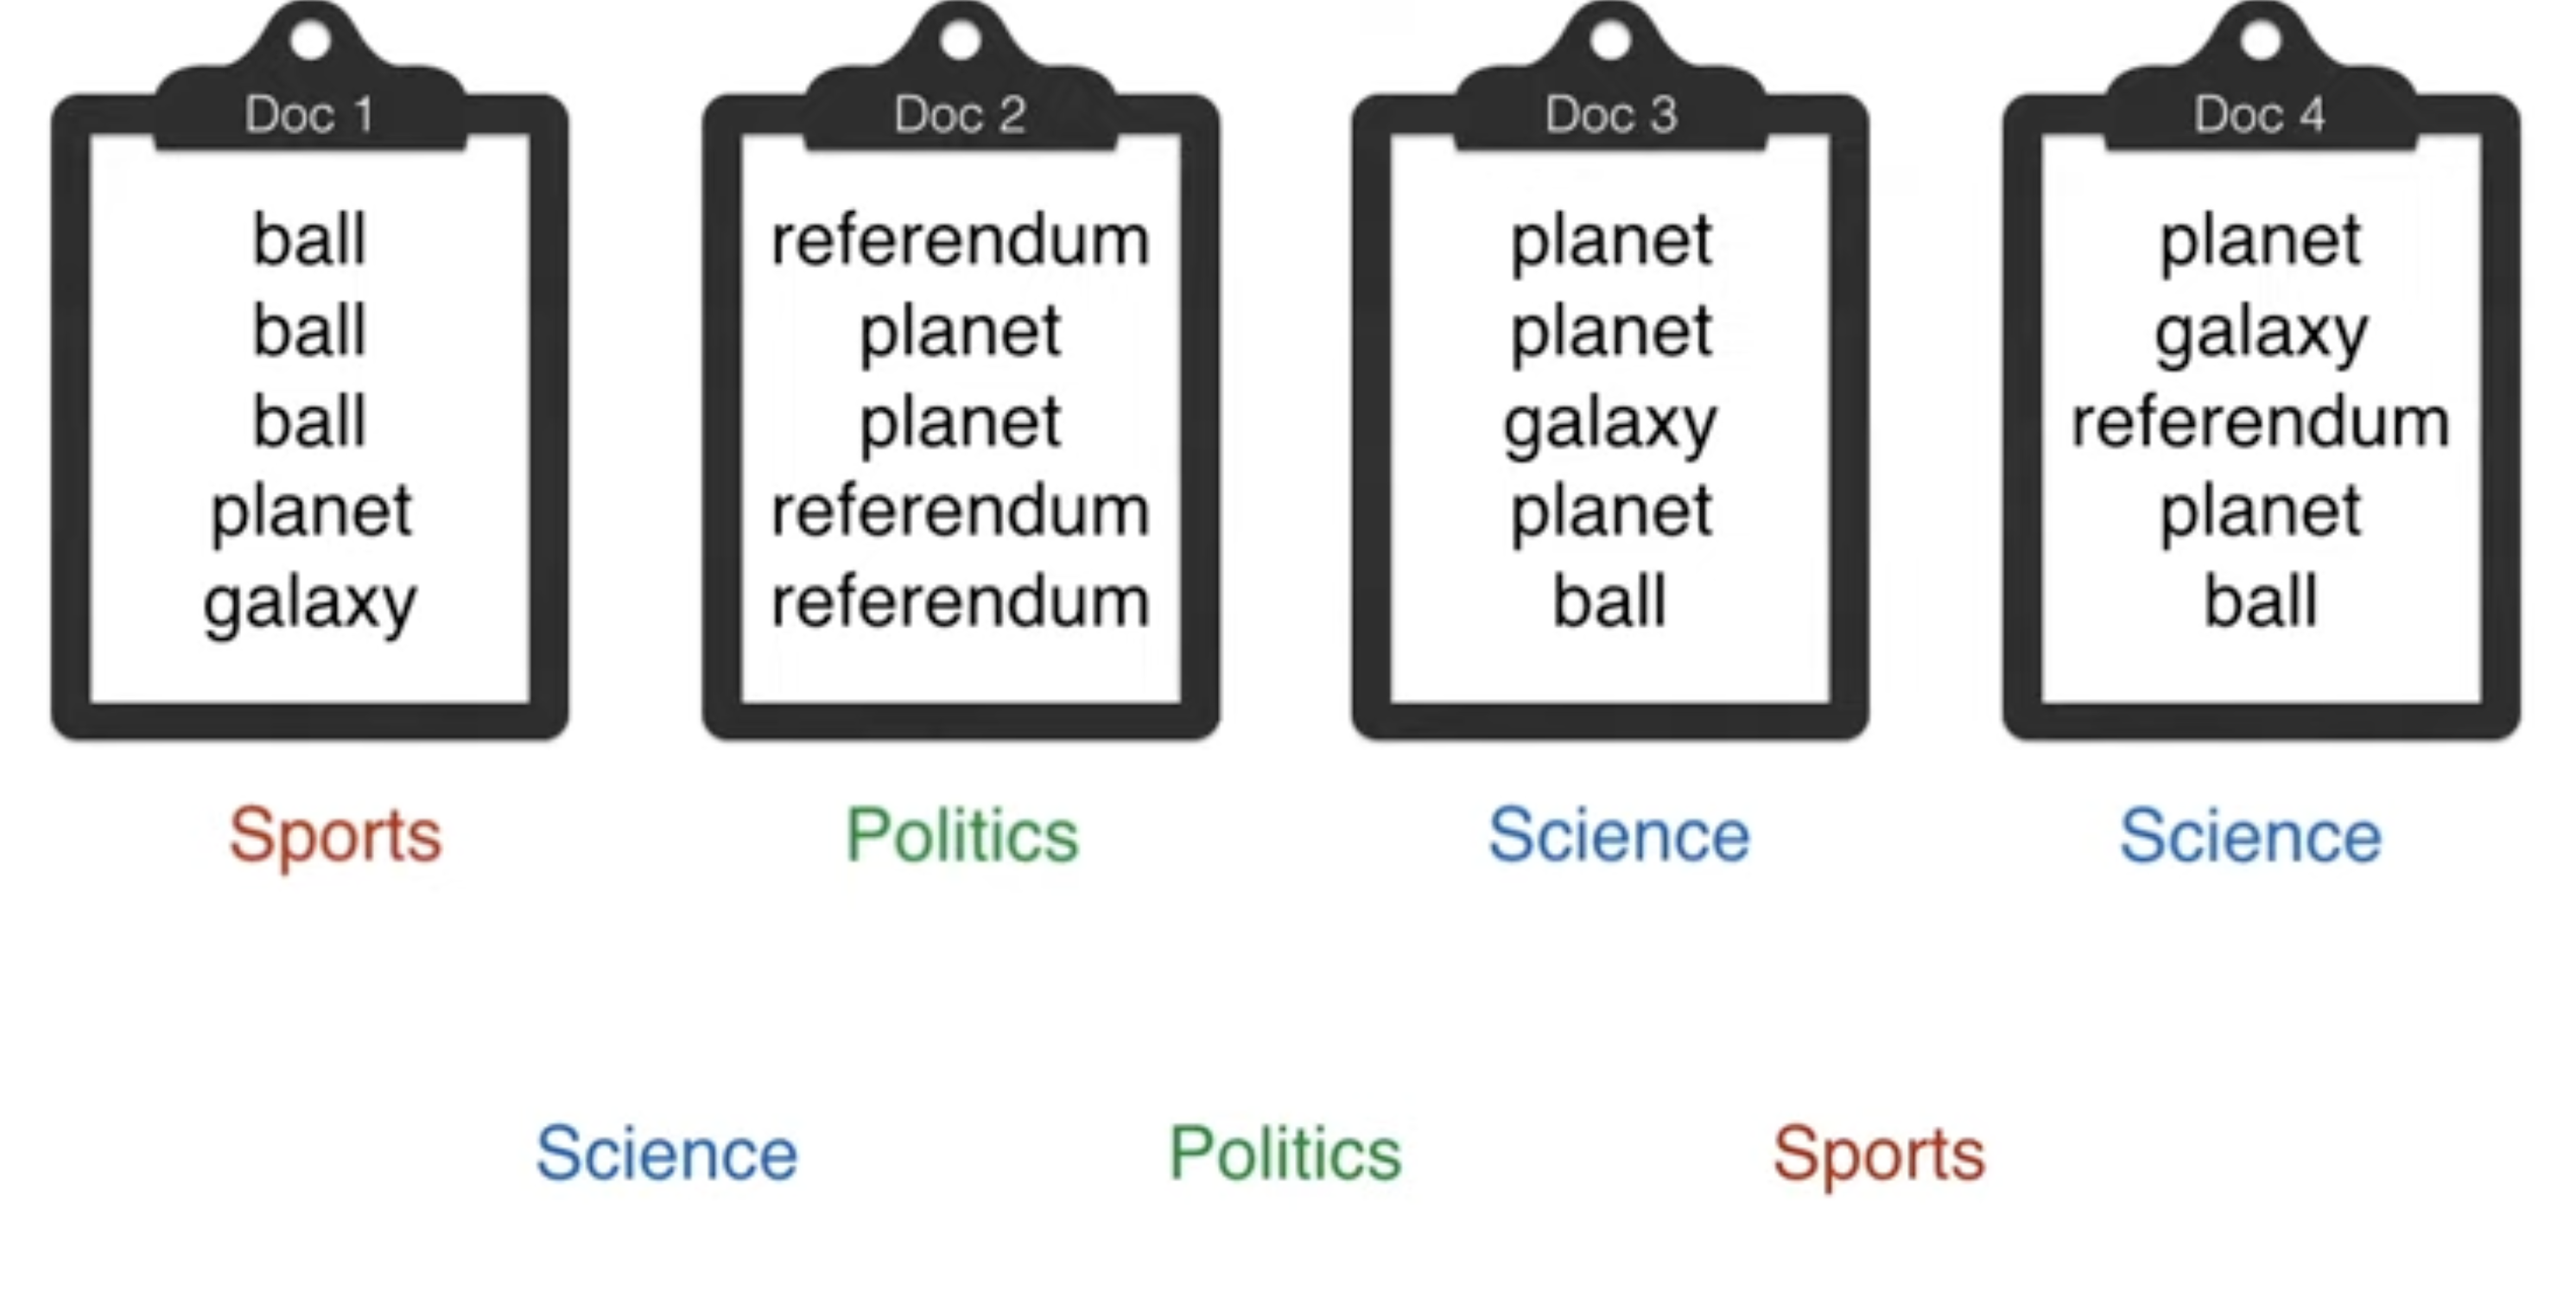 Doc 1
ball
ball
ball
planet
galaxy
Sports
Doc 2
referendum
planet
planet
referendum
referendum
Politics
Doc 3
planet
planet
galaxy
planet
ball
Science
Doc 4
planet
galaxy
referendum
planet
ball
Science
Science
Politics
Sports